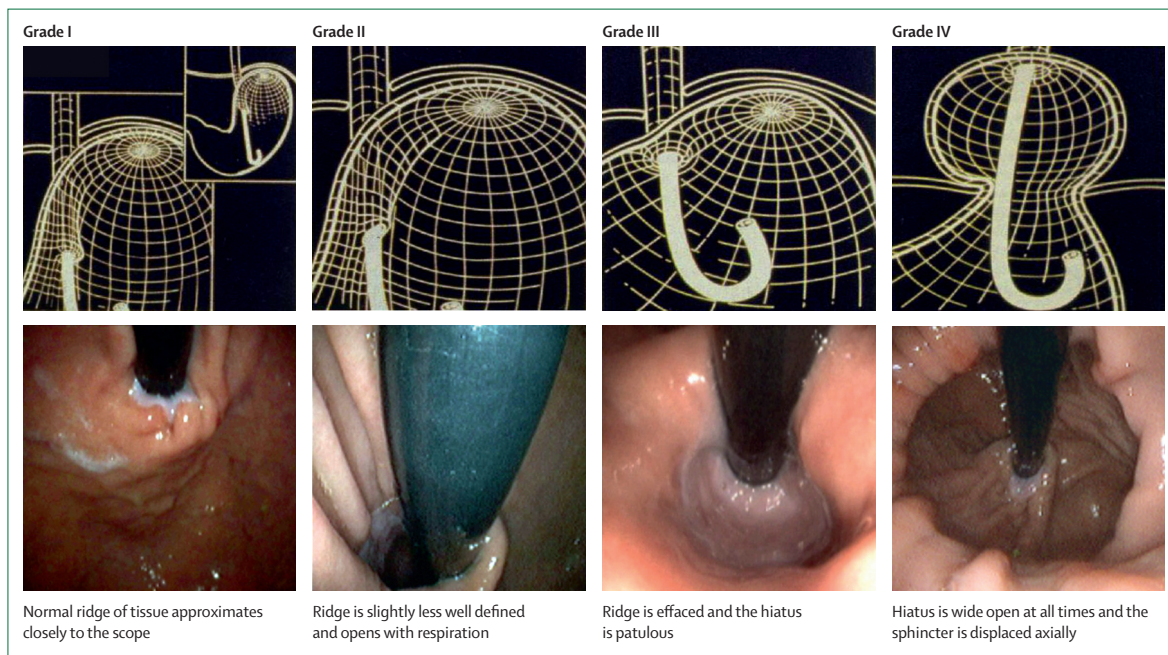 Grade I
Grade II
Grade III
Grade IV
Normal ridge of tissue approximates
closely to the scope
Ridge is slightly less well defined
and opens with respiration
Ridge is effaced and the hiatus
is patulous
Hiatus is wide open at all times and the
sphincter is displaced axially